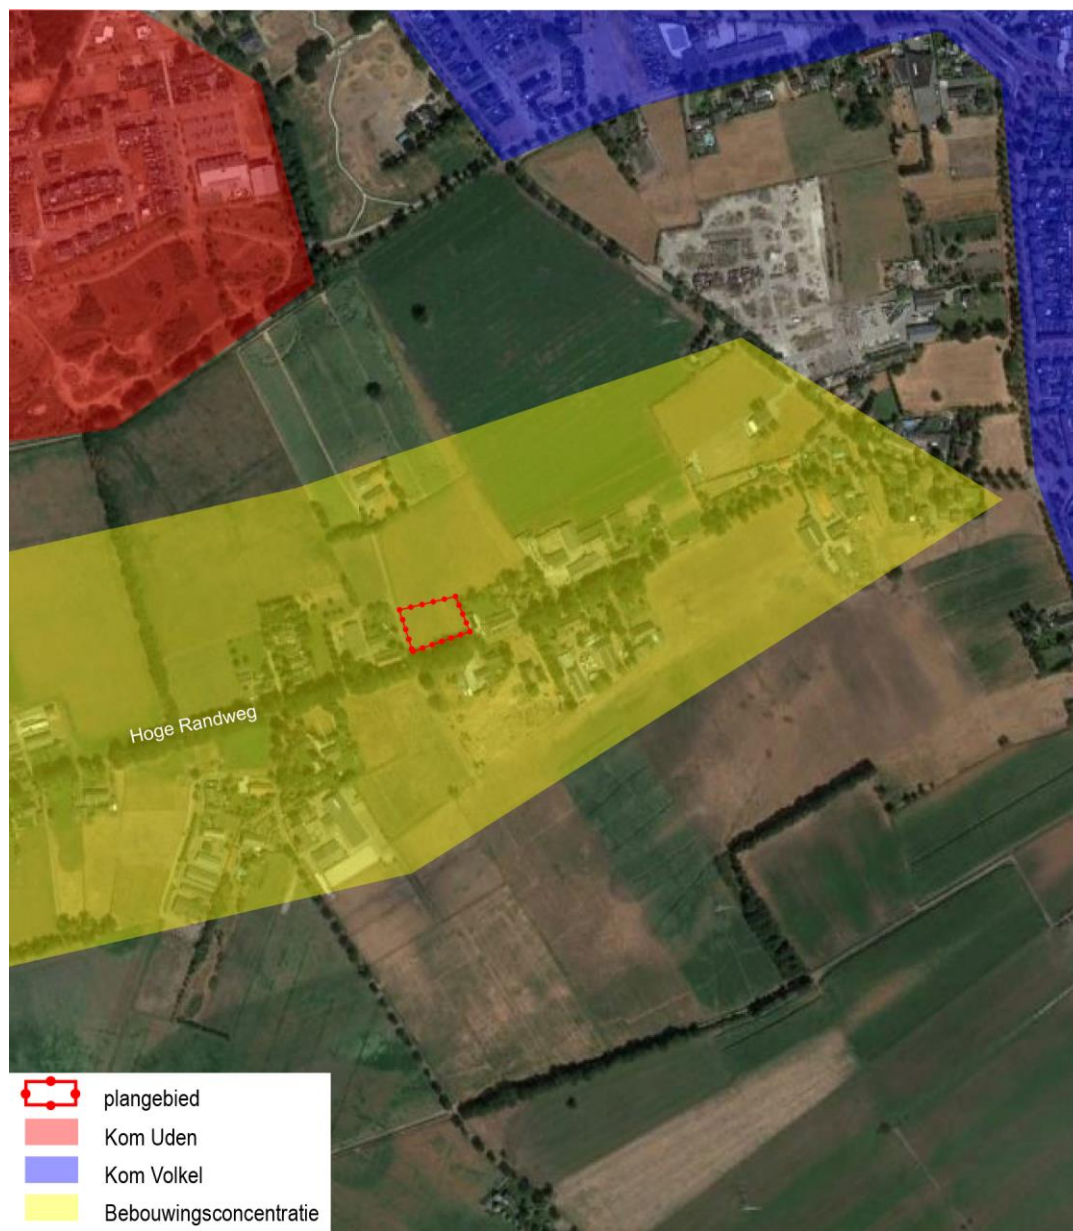 Hoge Randweg
plangebied
Kom Uden
Kom Volkel
Bebouwingsconcentratie